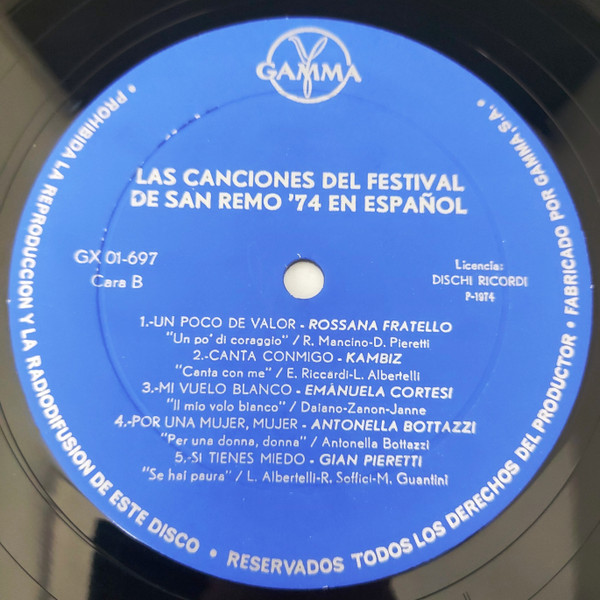 GAMMA
LAS CANCIONES DEL FESTIVAL
DE SAN REMO '74 EN ESPAÑOL
GX 01-697
Cara B
Licencia:
DISCHI RICORDI
P-1974
1.-UN POCO DE VALOR - ROSSANA FRATELLO
"Un po' di coraggio" / R. Mancino-D. Pieretti
2.-CANTA CONMIGO - KAMBIZ
"Canta con me" / E. Riccardi-L. Albertelli
3.-MI VUELO BLANCO - EMANUELA CORTESI
"Il mio volo bianco" / Daiano-Zanon-Janne
4.-POR UNA MUJER, MUJER - ANTONELLA BOTTAZZI
"Per una donna, donna" / Antonella Bottazzi
5.-SI TIENES MIEDO - GIAN PIERETTI
"Se hai paura" / L. Albertelli-R. Soffici-M. Guantini
• PROHIBIDA LA REPRODUCCION Y LA RADIODIFUSION DE ESTE DISCO • RESERVADOS TODOS LOS DERECHOS DEL PRODUCTOR • FABRICADO POR GAMMA, S.A. •